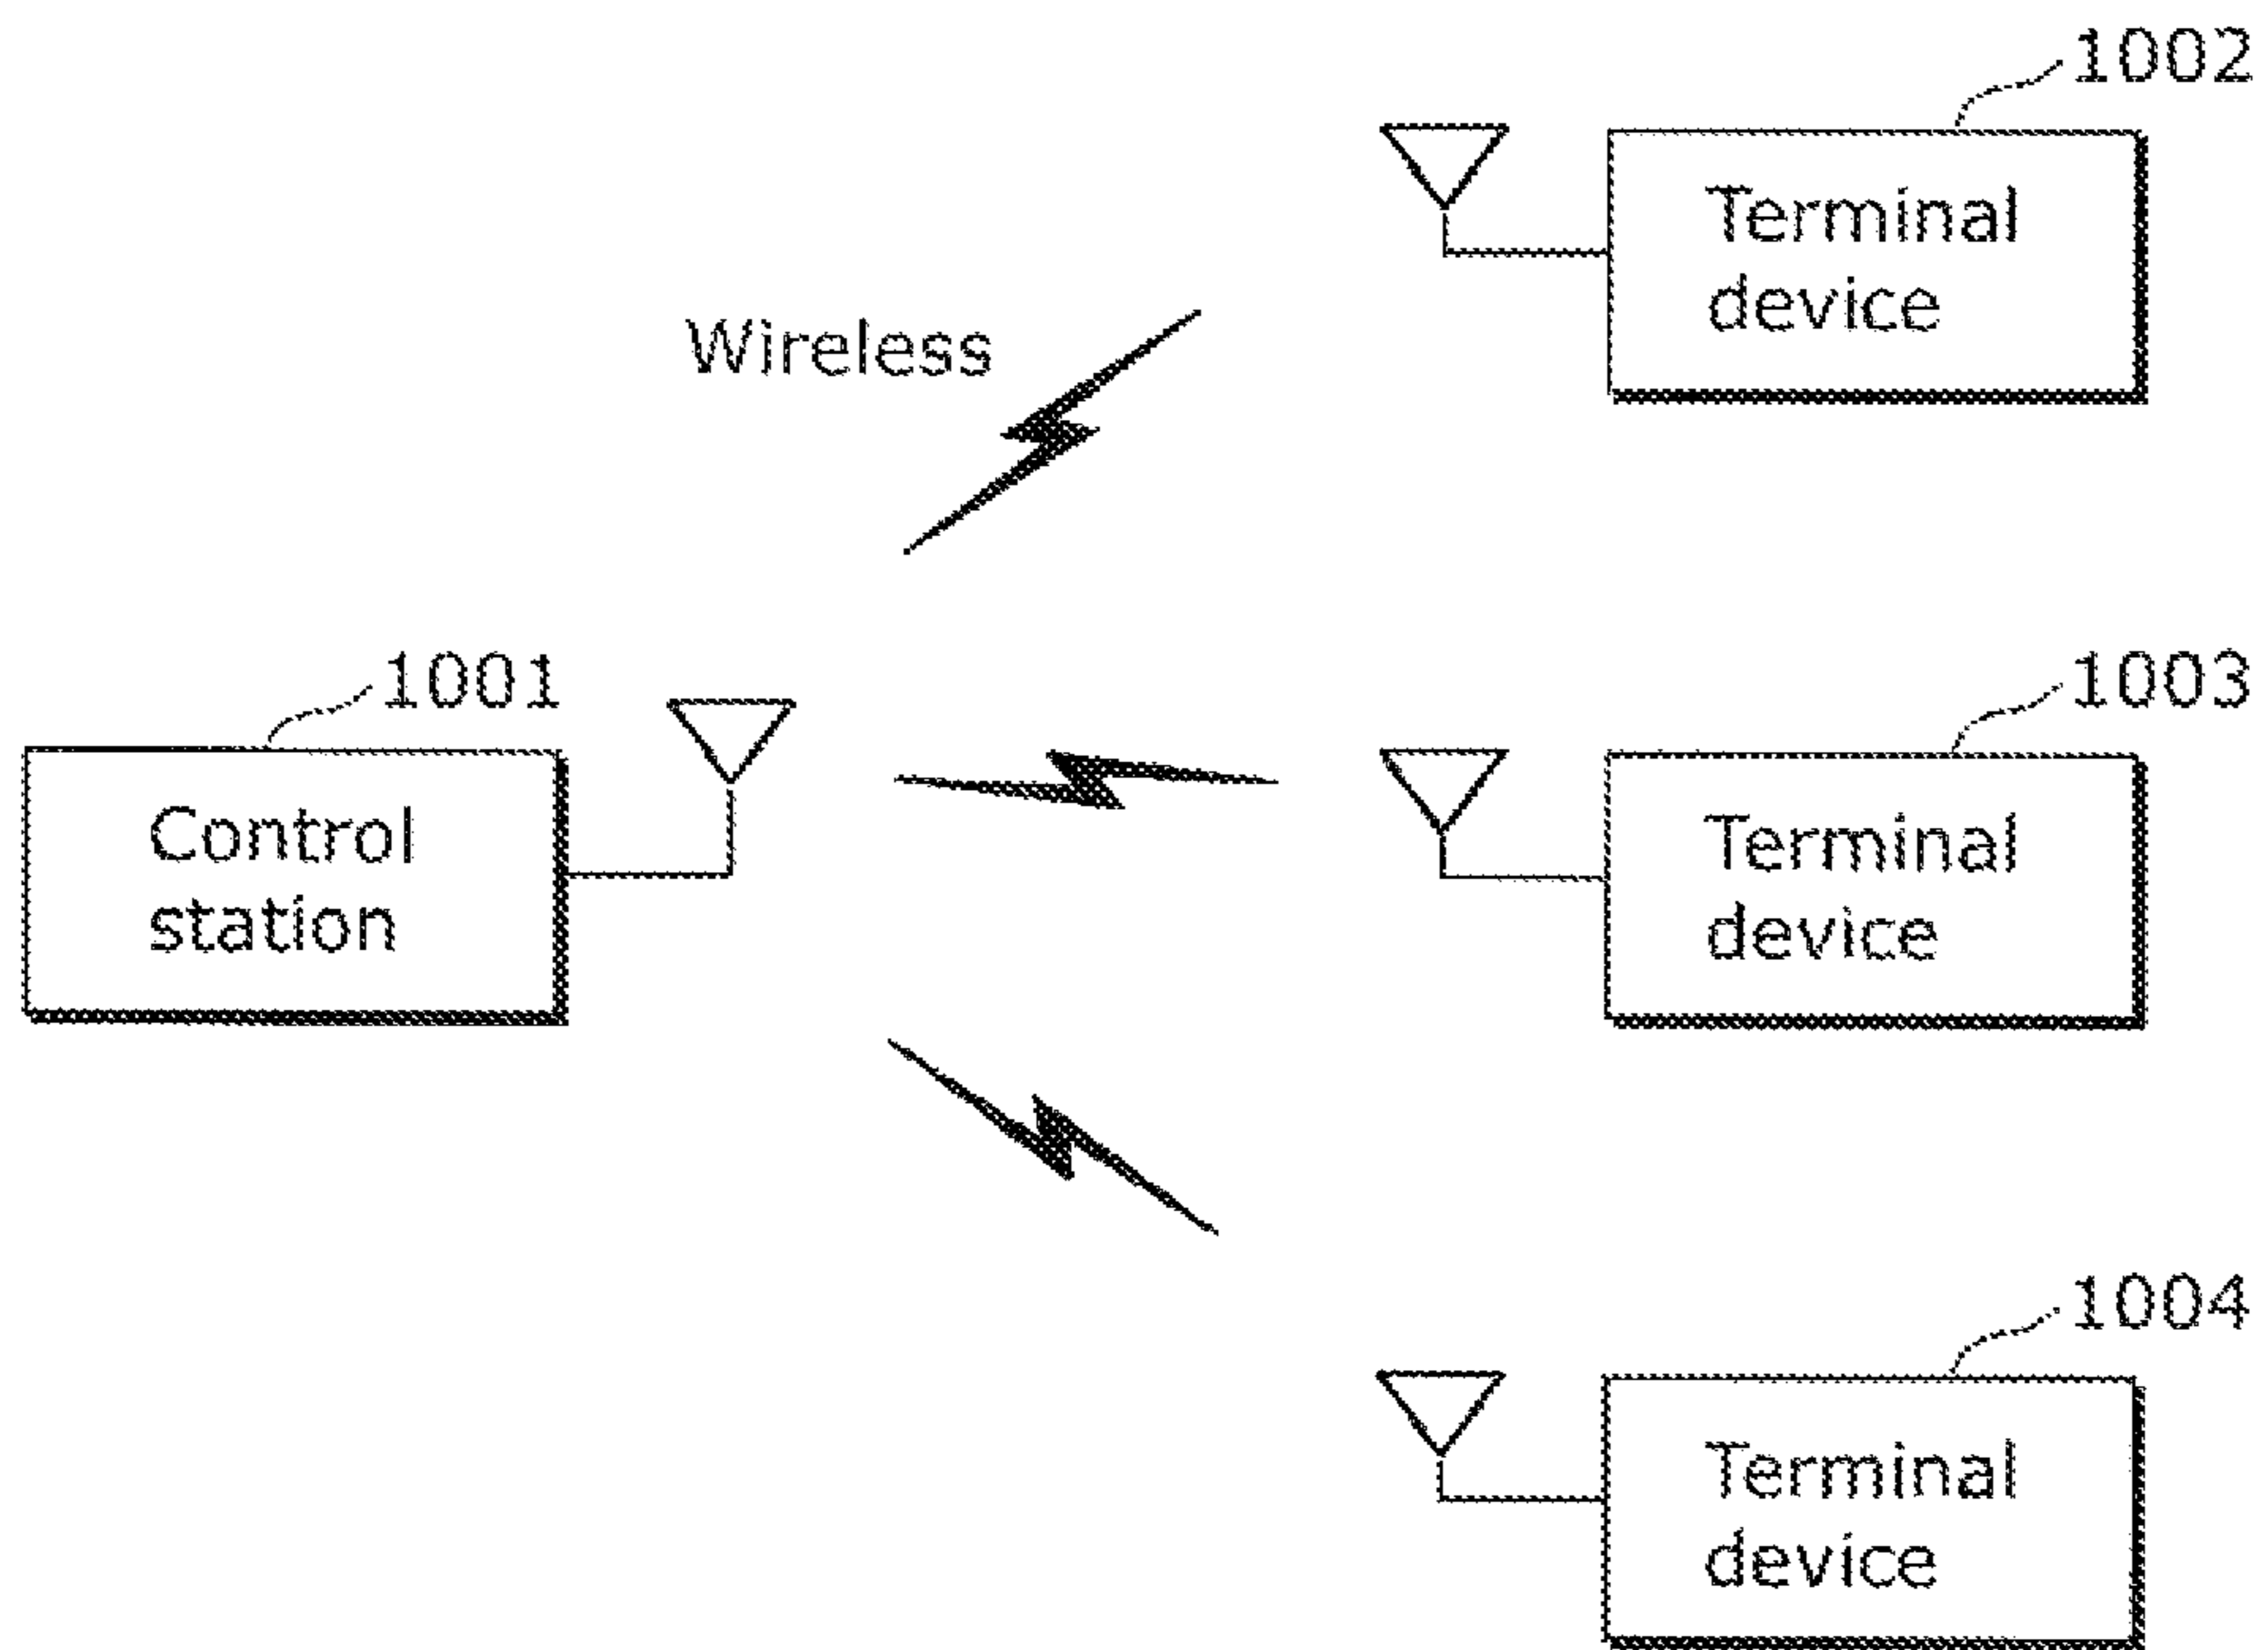 1002
Terminal
device
Wireless
1001
Control
station
1003
Terminal
device
1004
Terminal
device